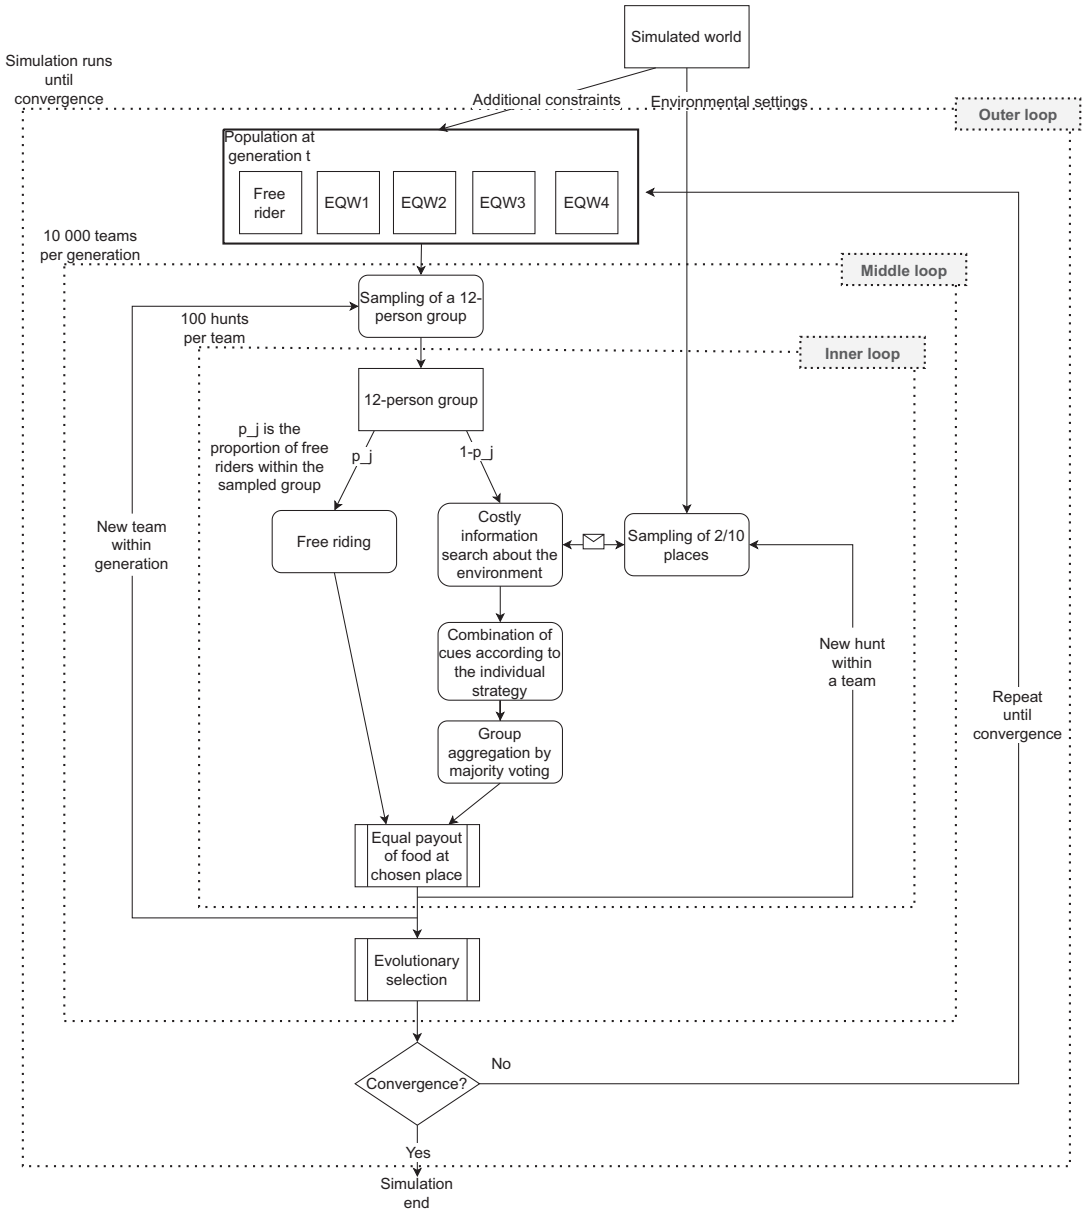 Simulated world
Simulation runs
until
convergence
Additional constraints
Environmental settings
Outer loop
Population at
generation t
Free
rider
EQW1
EQW2
EQW3
EQW4
10 000 teams
per generation
Middle loop
Sampling of a 12-
person group
100 hunts
per team
Inner loop
12-person group
p_j is the
proportion of free
riders within the
sampled group
p_j
1-p_j
New team
within
generation
Free riding
Costly
information
search about the
environment
Sampling of 2/10
places
Combination of
cues according to
the individual
strategy
New hunt
within
a team
Repeat
until
convergence
Group
aggregation by
majority voting
Equal payout
of food at
chosen place
Evolutionary
selection
Convergence?
No
Yes
Simulation
end